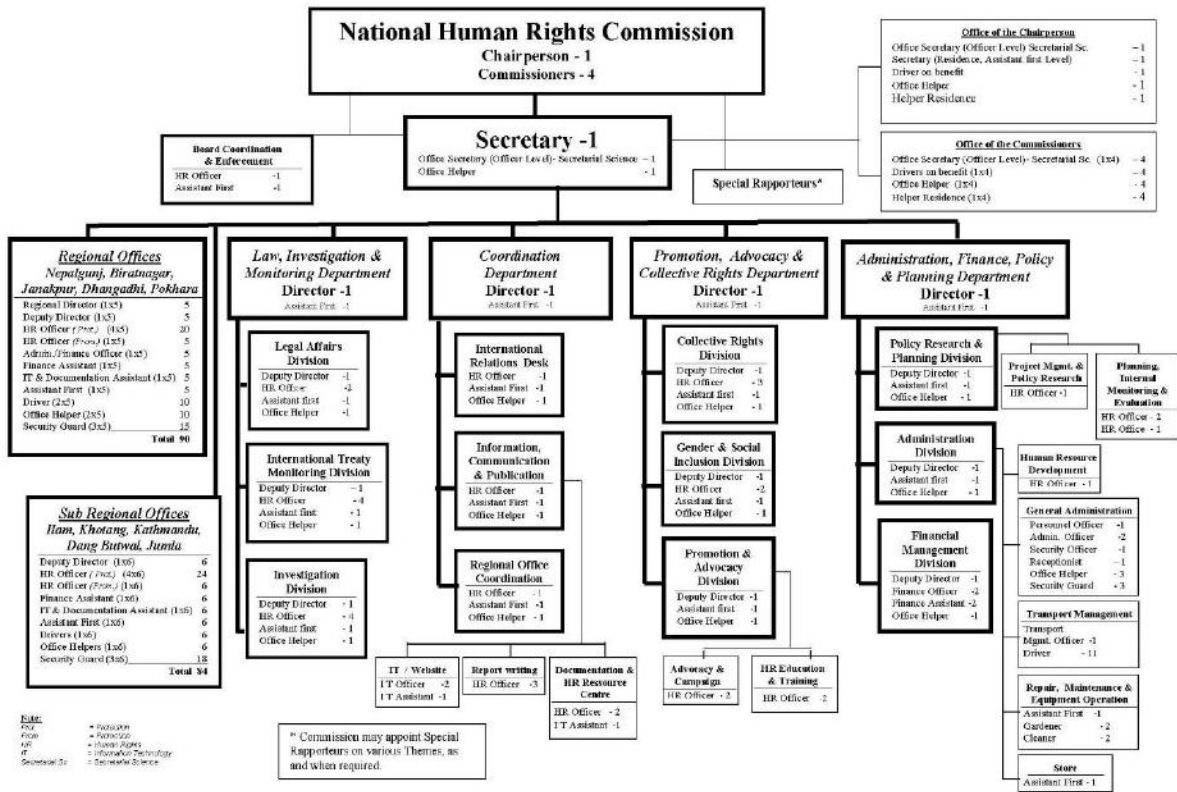 National Human Rights Commission
Chairperson - 1
Commissioners - 4
Office of the Chairperson
Office Secretary (Officer Level) Secretarial Sc. – 1
Secretary (Residence, Assistant first Level) – 1
Driver on benefit - 1
Office Helper - 1
Helper Residence - 1
Secretary -1
Office Secretary (Officer Level)- Secretarial Science – 1
Office Helper - 1
Board Coordination
& Enforcement
HR Officer -1
Assistant First -1
Special Rapporteurs*
Office of the Commissioners
Office Secretary (Officer Level)- Secretarial Sc. (1x4) – 4
Drivers on benefit (1x4) – 4
Office Helper (1x4) - 4
Helper Residence (1x4) - 4
Regional Offices
Nepalgunj, Biratnagar,
Janakpur, Dhangadhi, Pokhara
Regional Director (1x5) 5
Deputy Director (1x5) 5
HR Officer (Prot.) (4x5) 20
HR Officer (Prom.) (1x5) 5
Admin./Finance Officer (1x5) 5
Finance Assistant (1x5) 5
IT & Documentation Assistant (1x5) 5
Assistant First (1x5) 5
Driver (2x5) 10
Office Helper (2x5) 10
Security Guard (3x5) 15
Total 90
Sub Regional Offices
Ilam, Khotang, Kathmandu,
Dang Butwal, Jumla
Deputy Director (1x6) 6
HR Officer (Prot.) (4x6) 24
HR Officer (Prom.) (1x6) 6
Finance Assistant (1x6) 6
IT & Documentation Assistant (1x6) 6
Assistant First (1x6) 6
Drivers (1x6) 6
Office Helpers (1x6) 6
Security Guard (3x6) 18
Total 84
Law, Investigation &
Monitoring Department
Director -1
Assistant First -1
Legal Affairs
Division
Deputy Director -1
HR Officer -2
Assistant first -1
Office Helper -1
International Treaty
Monitoring Division
Deputy Director – 1
HR Officer - 4
Assistant first - 1
Office Helper - 1
Investigation
Division
Deputy Director - 1
HR Officer - 4
Assistant first - 1
Office Helper - 1
Coordination
Department
Director -1
Assistant First -1
International
Relations Desk
HR Officer -1
Assistant First -1
Office Helper - 1
Information,
Communication
& Publication
HR Officer -1
Assistant First -1
Office Helper -1
Regional Office
Coordination
HR Officer -1
Assistant First -1
Office Helper -1
IT / Website
IT Officer -2
IT Assistant -1
Report writing
HR Officer -3
Documentation &
HR Resource
Centre
HR Officer - 2
IT Assistant -1
Promotion, Advocacy &
Collective Rights Department
Director -1
Assistant First -1
Collective Rights
Division
Deputy Director -1
HR Officer - 3
Assistant first -1
Office Helper - 1
Gender & Social
Inclusion Division
Deputy Director -1
HR Officer -2
Assistant first -1
Office Helper - 1
Promotion &
Advocacy
Division
Deputy Director -1
Assistant first -1
Office Helper - 1
Advocacy &
Campaign
HR Officer - 2
HR Education
& Training
HR Officer -2
Administration, Finance, Policy
& Planning Department
Director -1
Assistant First -1
Policy Research &
Planning Division
Deputy Director -1
Assistant first -1
Office Helper - 1
Project Mgmt. &
Policy Research
HR Officer -1
Planning,
Internal
Monitoring &
Evaluation
HR Officer - 2
HR Office - 1
Administration
Division
Deputy Director -1
Assistant First -1
Office Helper - 1
Human Resource
Development
HR Officer - 1
General Administration
Personnel Officer -1
Admin. Officer -2
Security Officer -1
Receptionist – 1
Office Helper - 3
Security Guard - 3
Financial
Management
Division
Deputy Director -1
Finance Officer -2
Finance Assistant -2
Office Helper -1
Transport Management
Transport
Mgmt. Officer -1
Driver - 11
Repair, Maintenance &
Equipment Operation
Assistant First -1
Gardener - 2
Cleaner - 2
Store
Assistant First - 1
Note:
Prot. = Protection
Prom = Promotion
HR = Human Rights
IT = Information Technology
Secretarial Sc = Secretarial Science
* Commission may appoint Special
Rapporteurs on various Themes, as
and when required.